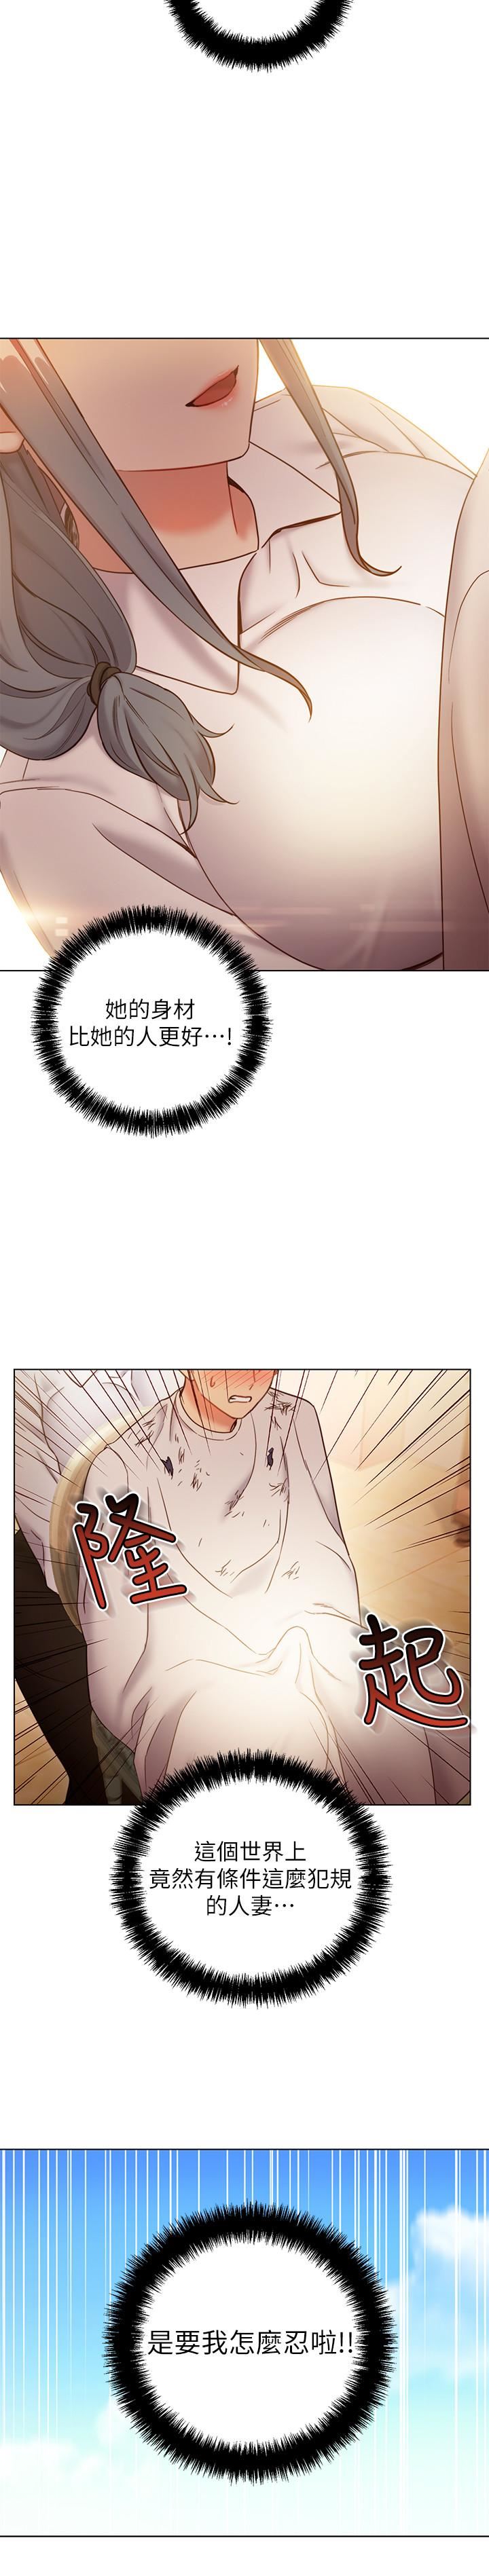 她的身材
比她的人更好⋯!
隆
起
這個世界上
竟然有條件這麼犯規
的人妻⋯
是要我怎麼忍啦!!